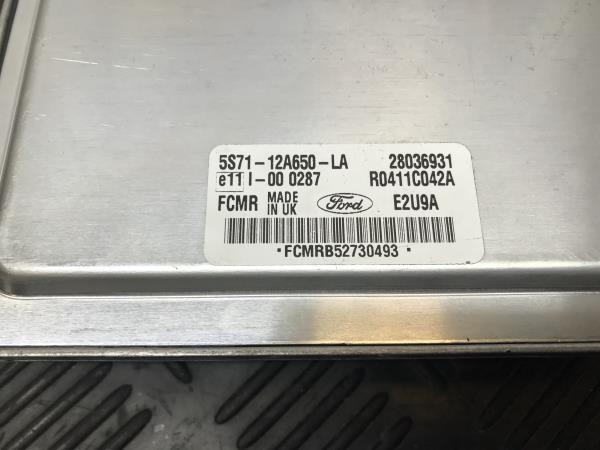 5S71-12A650-LA 28036931
e11 I-00 0287 R0411C042A
FCMR MADE IN UK Ford E2U9A
*FCMRB52730493*